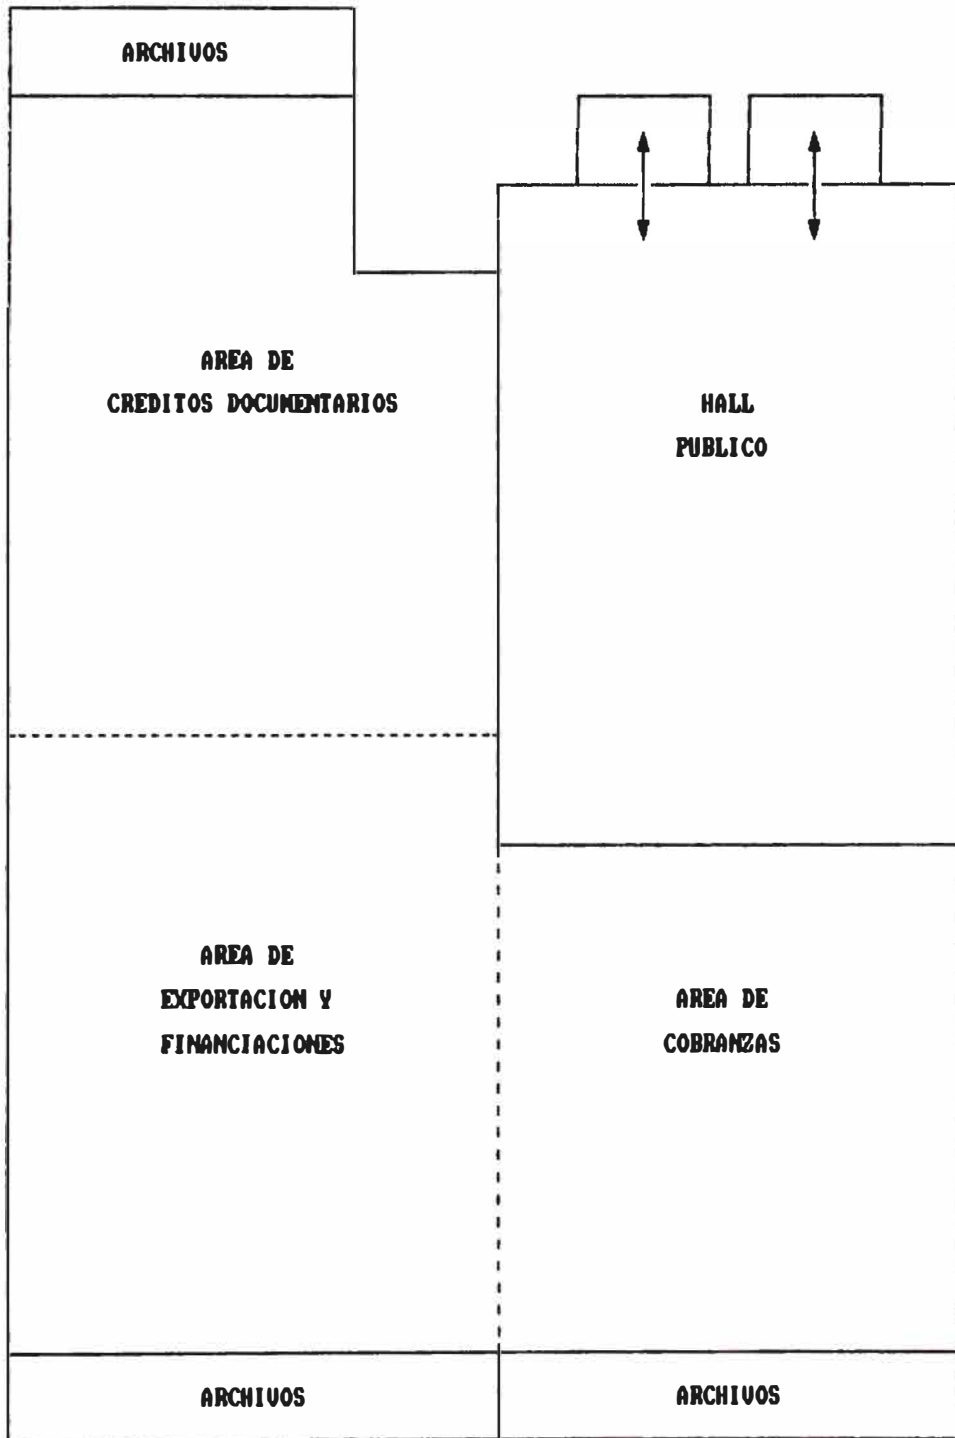 ARCHIVOS
AREA DE
CREDITOS DOCUMENTARIOS
HALL
PUBLICO
AREA DE
EXPORTACION Y
FINANCIACIONES
AREA DE
COBRANZAS
ARCHIVOS
ARCHIVOS